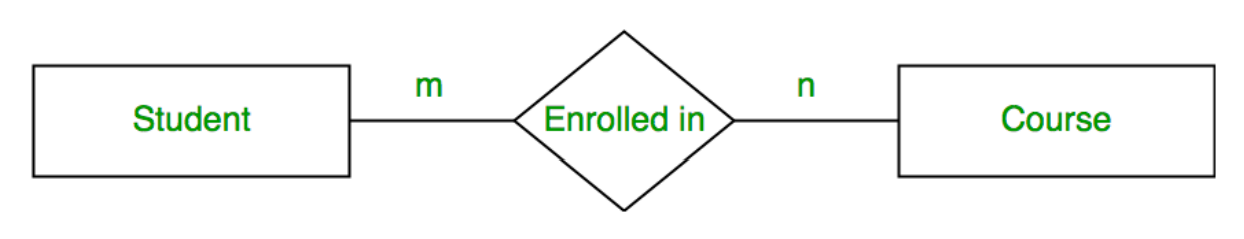 m
n
Student
Enrolled in
Course